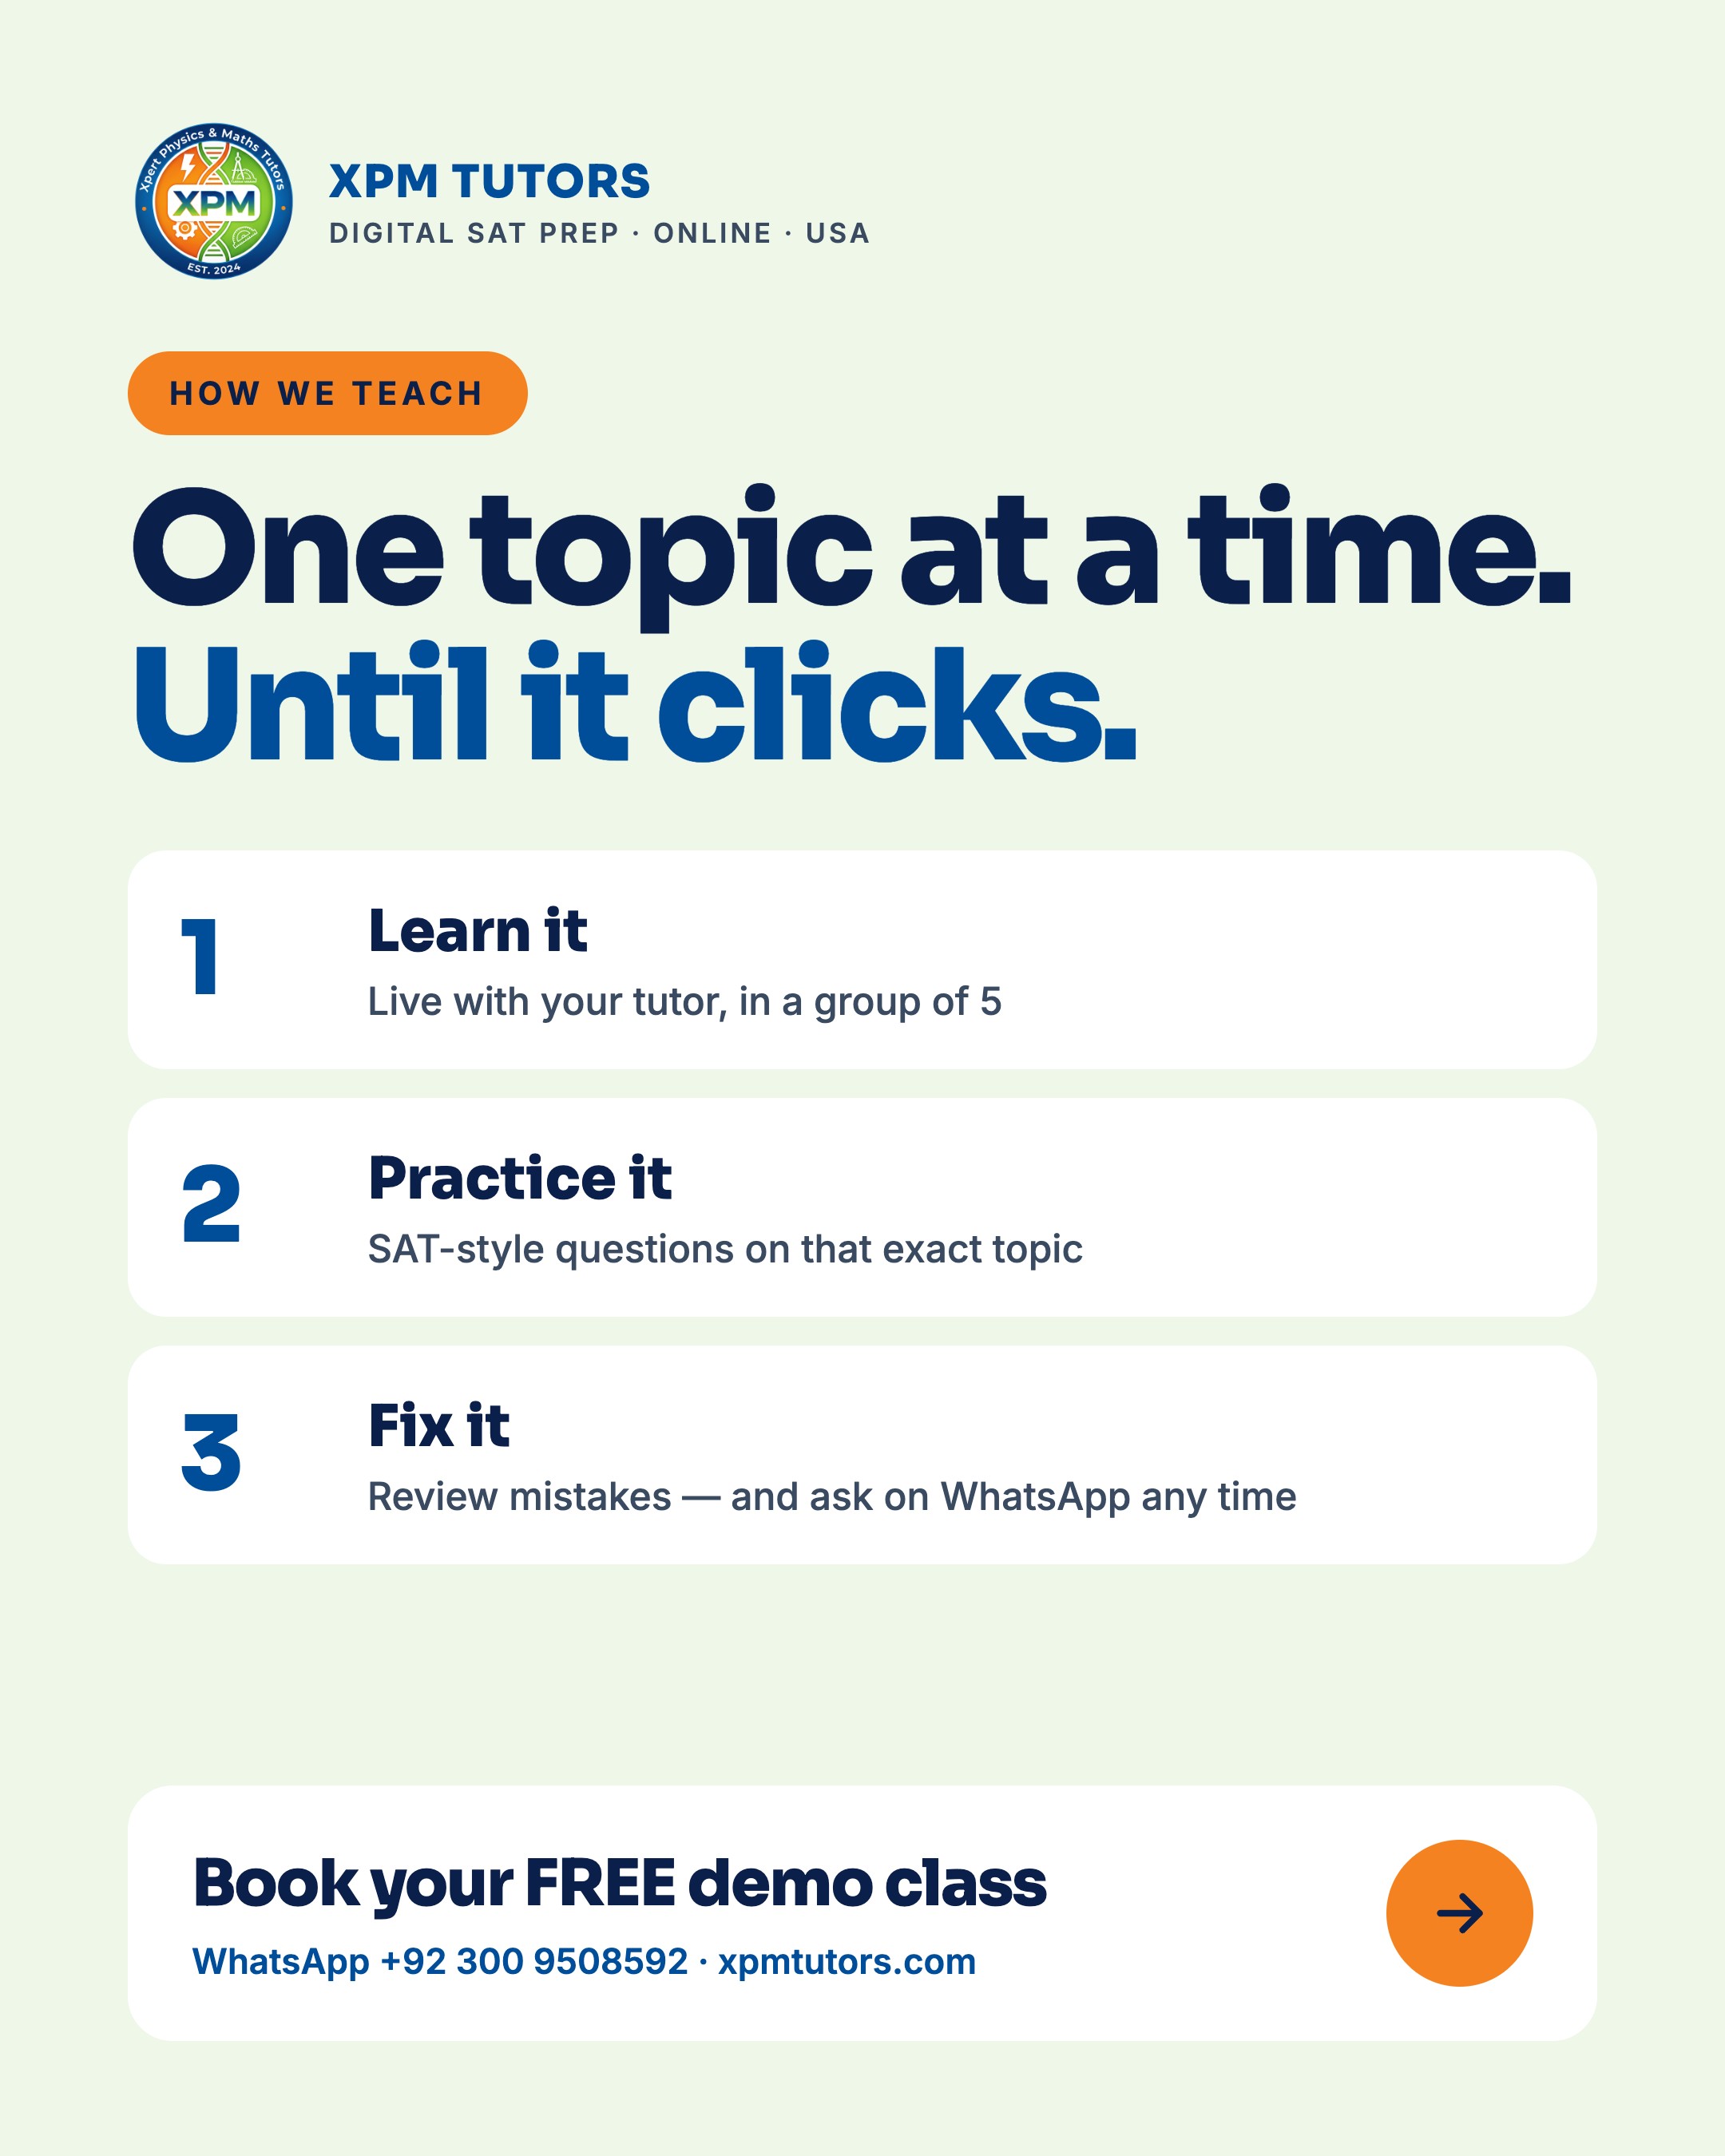 Xpert Physics & Maths Tutors
XPM
EST. 2024
XPM TUTORS
DIGITAL SAT PREP · ONLINE · USA
HOW WE TEACH
One topic at a time.
Until it clicks.
1
Learn it
Live with your tutor, in a group of 5
2
Practice it
SAT-style questions on that exact topic
3
Fix it
Review mistakes — and ask on WhatsApp any time
Book your FREE demo class
WhatsApp +92 300 9508592 · xpmtutors.com